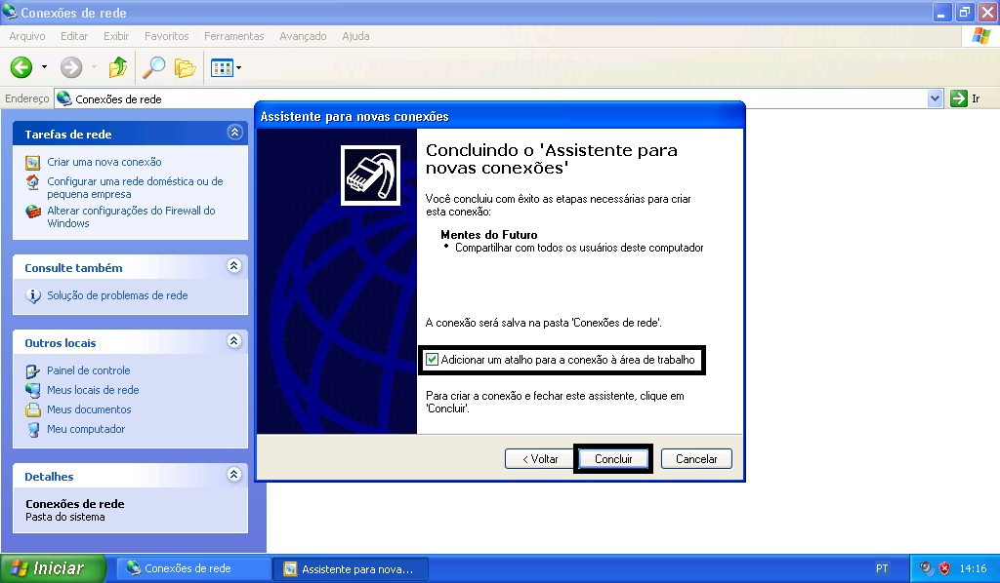 Conexões de rede
Arquivo Editar Exibir Favoritos Ferramentas Avançado Ajuda
Endereço Conexões de rede Ir
Tarefas de rede
Criar uma nova conexão
Configurar uma rede doméstica ou de
pequena empresa
Alterar configurações do Firewall do
Windows
Consulte também
Solução de problemas de rede
Outros locais
Painel de controle
Meus locais de rede
Meus documentos
Meu computador
Detalhes
Conexões de rede
Pasta do sistema
Assistente para novas conexões
Concluindo o 'Assistente para
novas conexões'
Você concluiu com êxito as etapas necessárias para criar
esta conexão:
Mentes do Futuro
• Compartilhar com todos os usuários deste computador
A conexão será salva na pasta 'Conexões de rede'.
Adicionar um atalho para a conexão à área de trabalho
Para criar a conexão e fechar este assistente, clique em
'Concluir'.
< Voltar Concluir Cancelar
Iniciar Conexões de rede Assistente para nova... PT 14:16